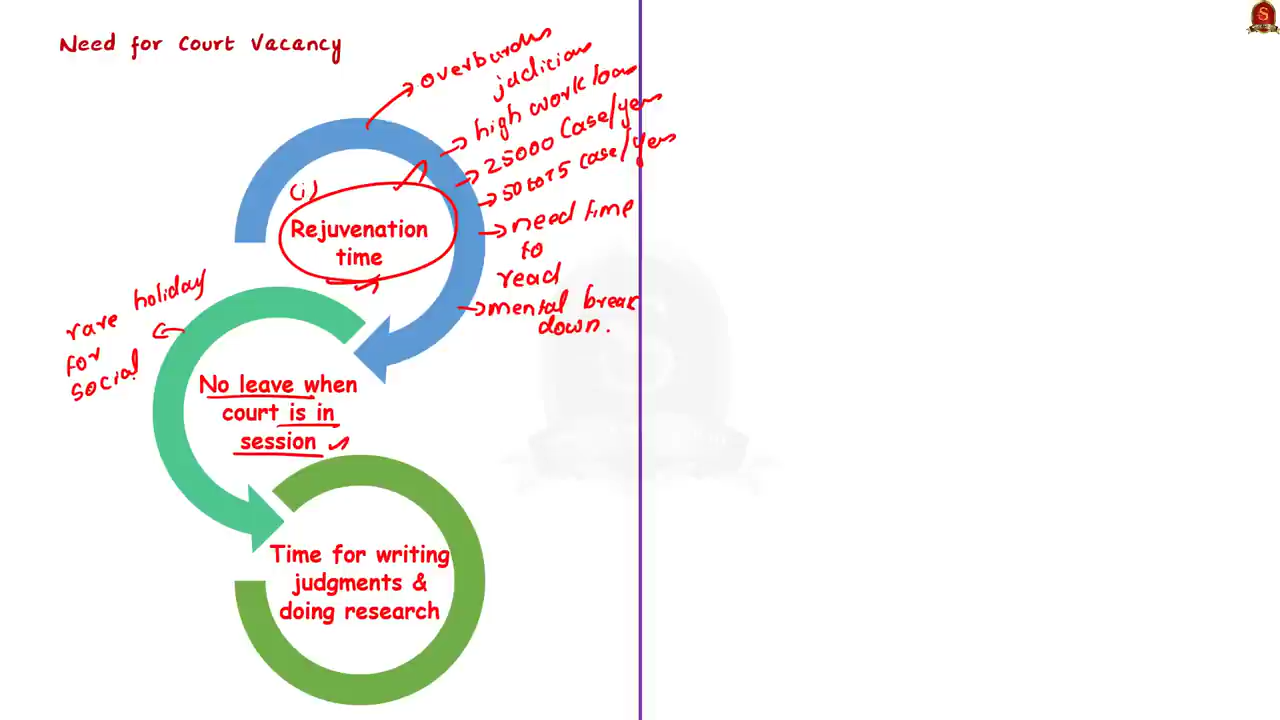 Need for Court Vacancy
overburden
judicious
high work load
25000 Case/year
50 to 75 case/year
need time
to
read
mental break
down.
(i)
Rejuvenation
time
rare holiday
for
social
No leave when
court is in
session
Time for writing
judgments &
doing research
S